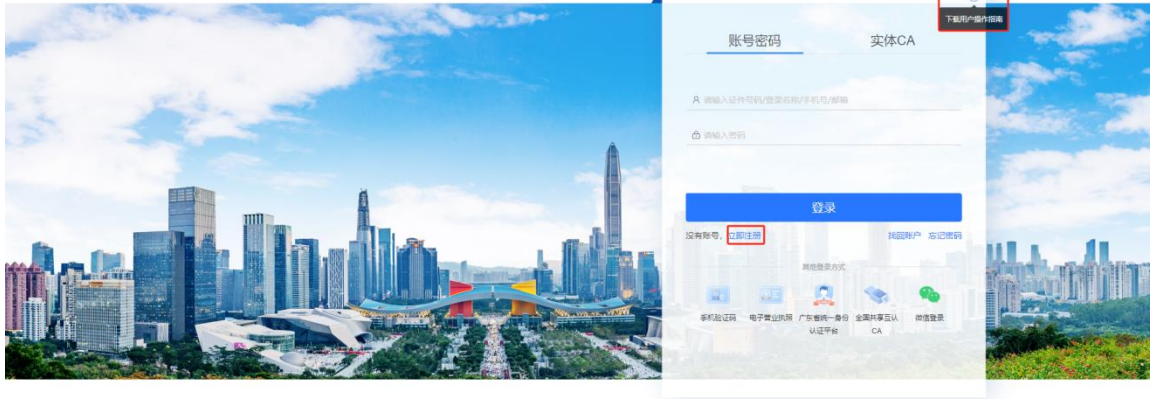 下载用户操作指南
账号密码 实体CA
请输入证件号码/登录名称/手机号/邮箱
请输入密码
登录
没有账号，立即注册 找回账户 忘记密码
其他登录方式
手机验证码 电子营业执照 广东省统一身份认证平台 全国共享互认CA 微信登录